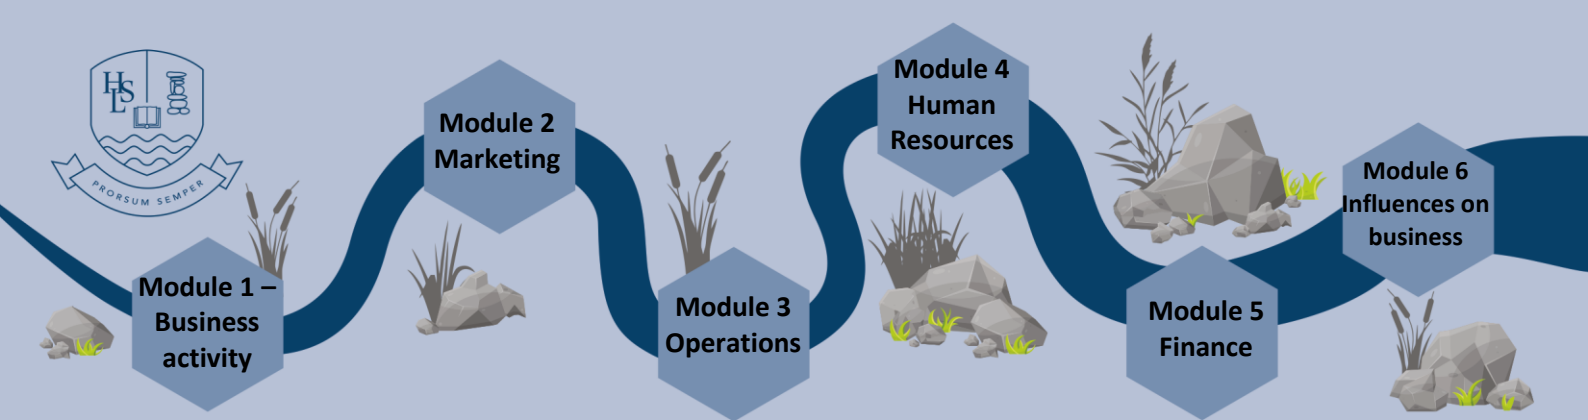 HLS
PRORSUM SEMPER
Module 1 –
Business
activity
Module 2
Marketing
Module 3
Operations
Module 4
Human
Resources
Module 5
Finance
Module 6
Influences on
business